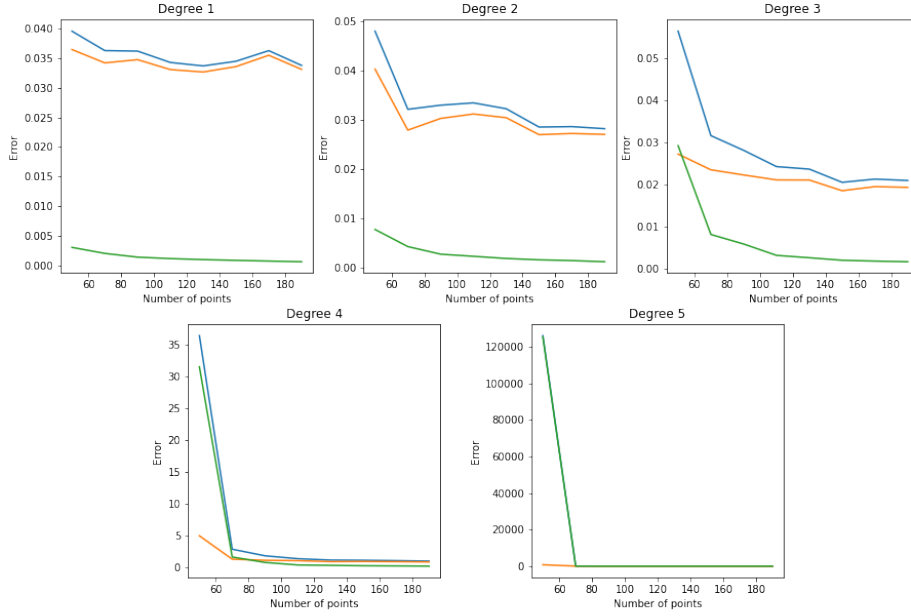 Degree 1
0.040
0.035
0.030
0.025
0.020
0.015
0.010
0.005
0.000
Error
60 80 100 120 140 160 180
Number of points
Degree 2
0.05
0.04
0.03
0.02
0.01
0.00
Error
60 80 100 120 140 160 180
Number of points
Degree 3
0.05
0.04
0.03
0.02
0.01
0.00
Error
60 80 100 120 140 160 180
Number of points
Degree 4
35
30
25
20
15
10
5
0
Error
60 80 100 120 140 160 180
Number of points
Degree 5
120000
100000
80000
60000
40000
20000
0
Error
60 80 100 120 140 160 180
Number of points